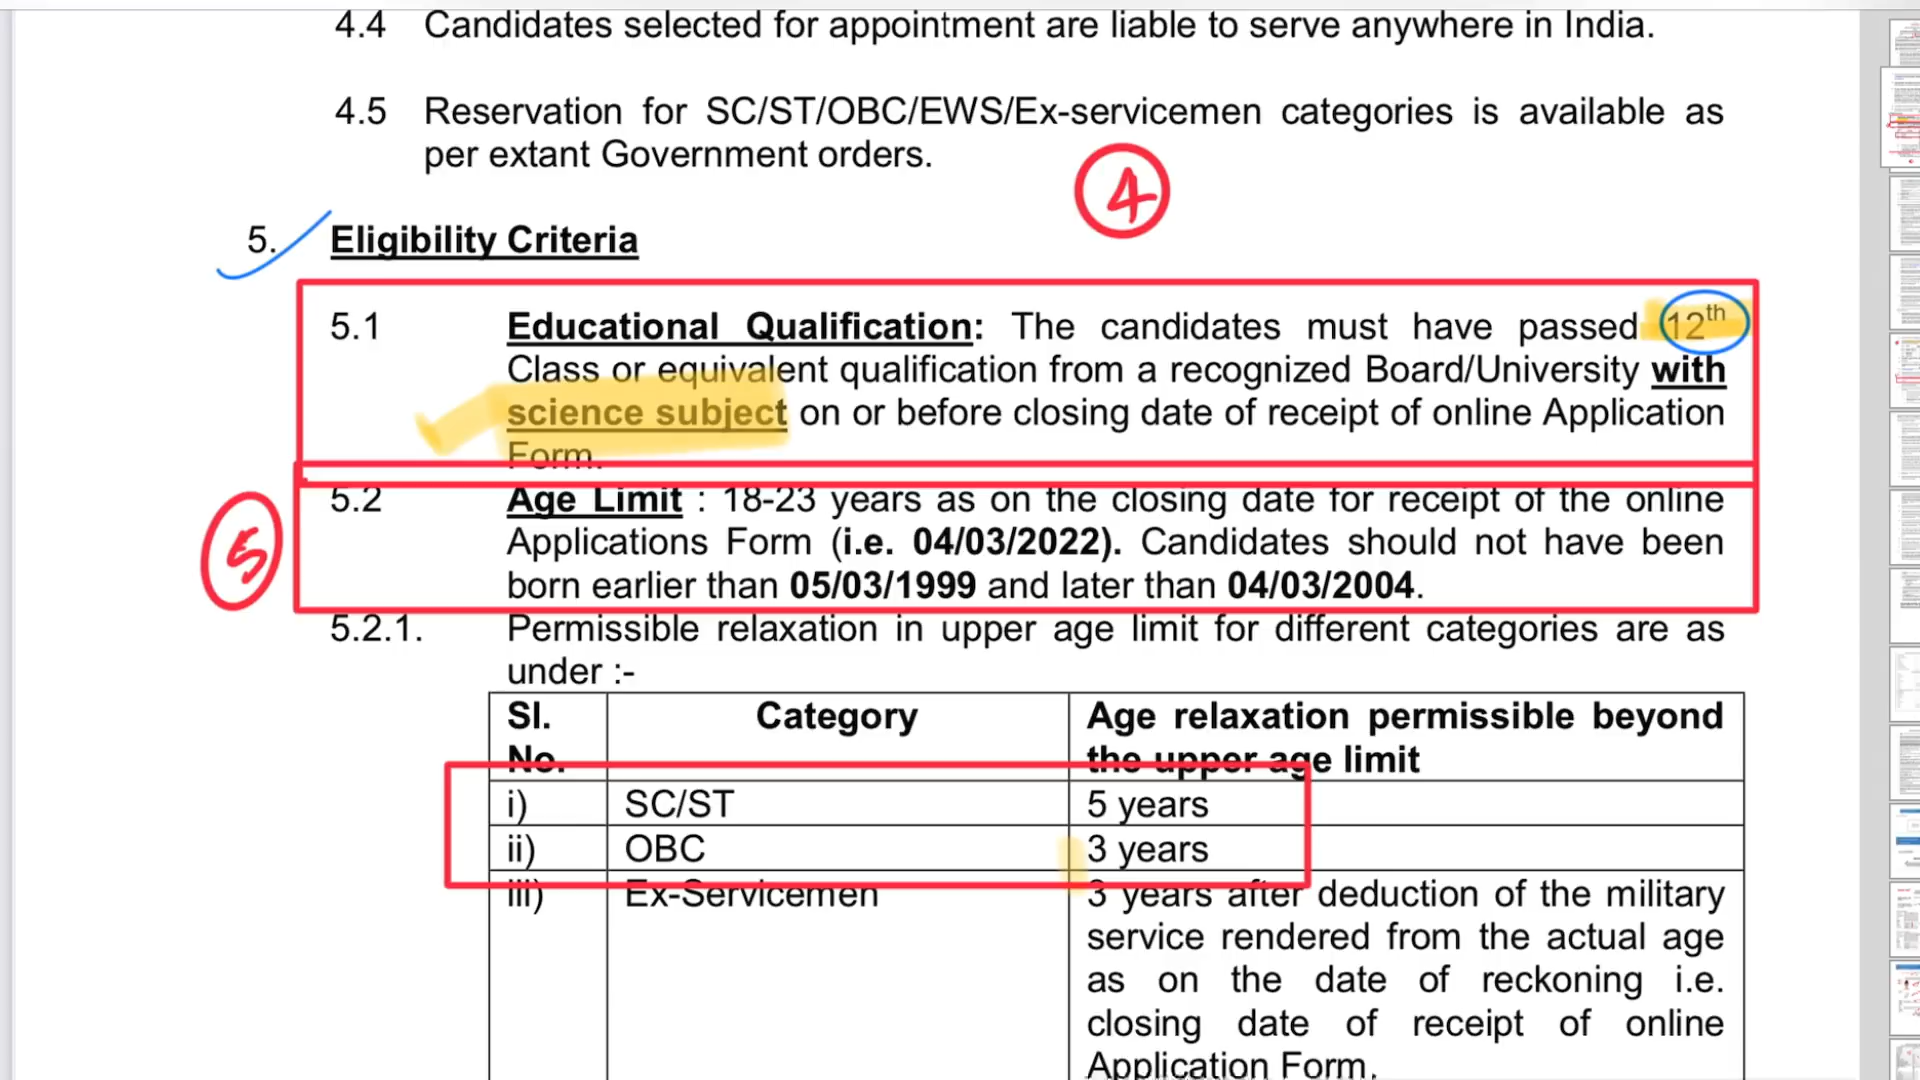 4.4 Candidates selected for appointment are liable to serve anywhere in India.
4.5 Reservation for SC/ST/OBC/EWS/Ex-servicemen categories is available as
per extant Government orders.
4
5. Eligibility Criteria
5.1 Educational Qualification: The candidates must have passed 12th
Class or equivalent qualification from a recognized Board/University with
science subject on or before closing date of receipt of online Application
Form.
5
5.2 Age Limit : 18-23 years as on the closing date for receipt of the online
Applications Form (i.e. 04/03/2022). Candidates should not have been
born earlier than 05/03/1999 and later than 04/03/2004.
5.2.1. Permissible relaxation in upper age limit for different categories are as
under :-
Sl. Category Age relaxation permissible beyond
No. the upper age limit
i) SC/ST 5 years
ii) OBC 3 years
iii) Ex-Servicemen 3 years after deduction of the military
service rendered from the actual age
as on the date of reckoning i.e.
closing date of receipt of online
Application Form.